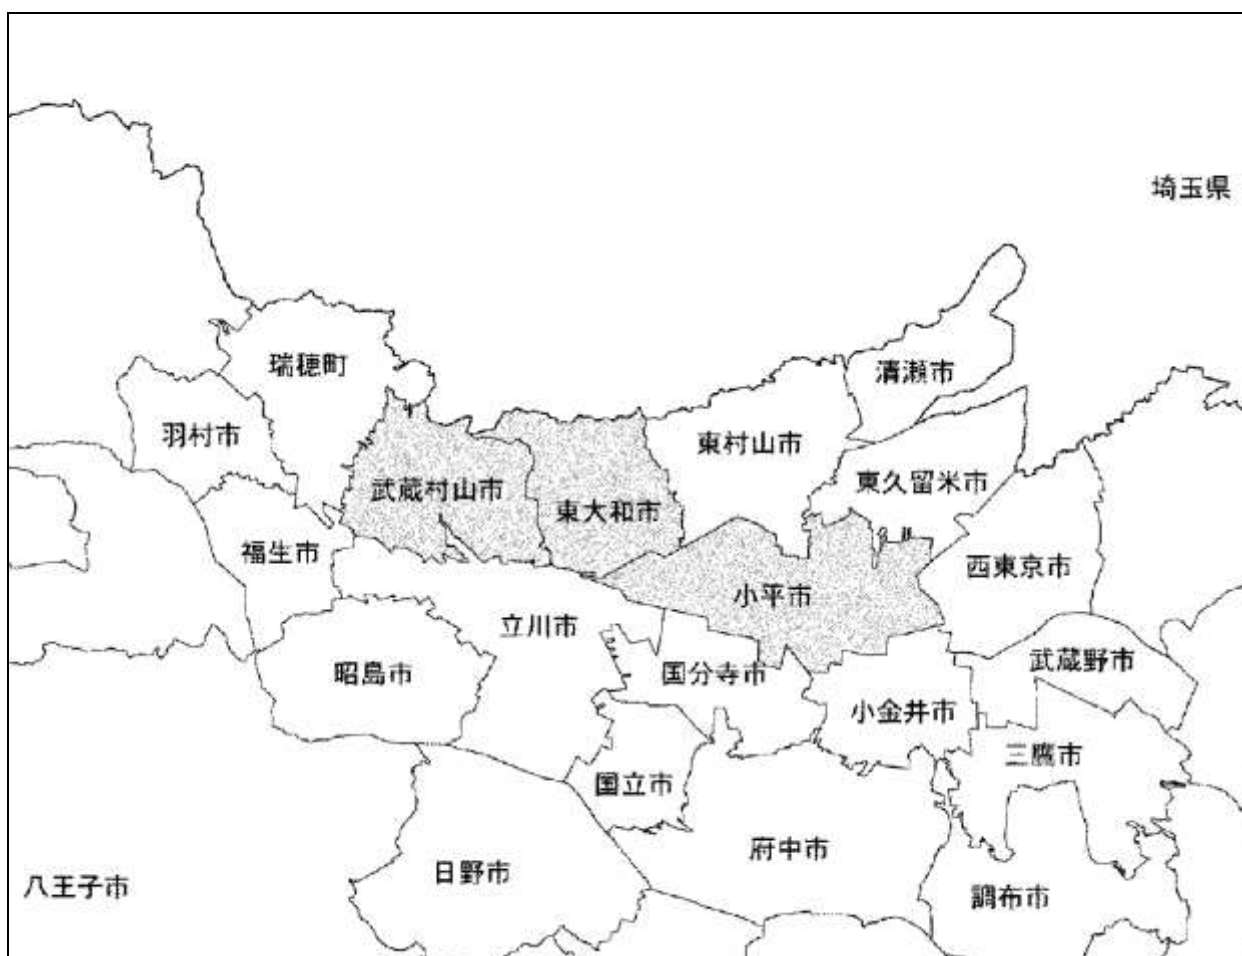 埼玉県
瑞穂町
清瀬市
羽村市
東村山市
武蔵村山市
東大和市
東久留米市
福生市
西東京市
小平市
立川市
昭島市
国分寺市
武蔵野市
小金井市
三鷹市
国立市
府中市
日野市
八王子市
調布市